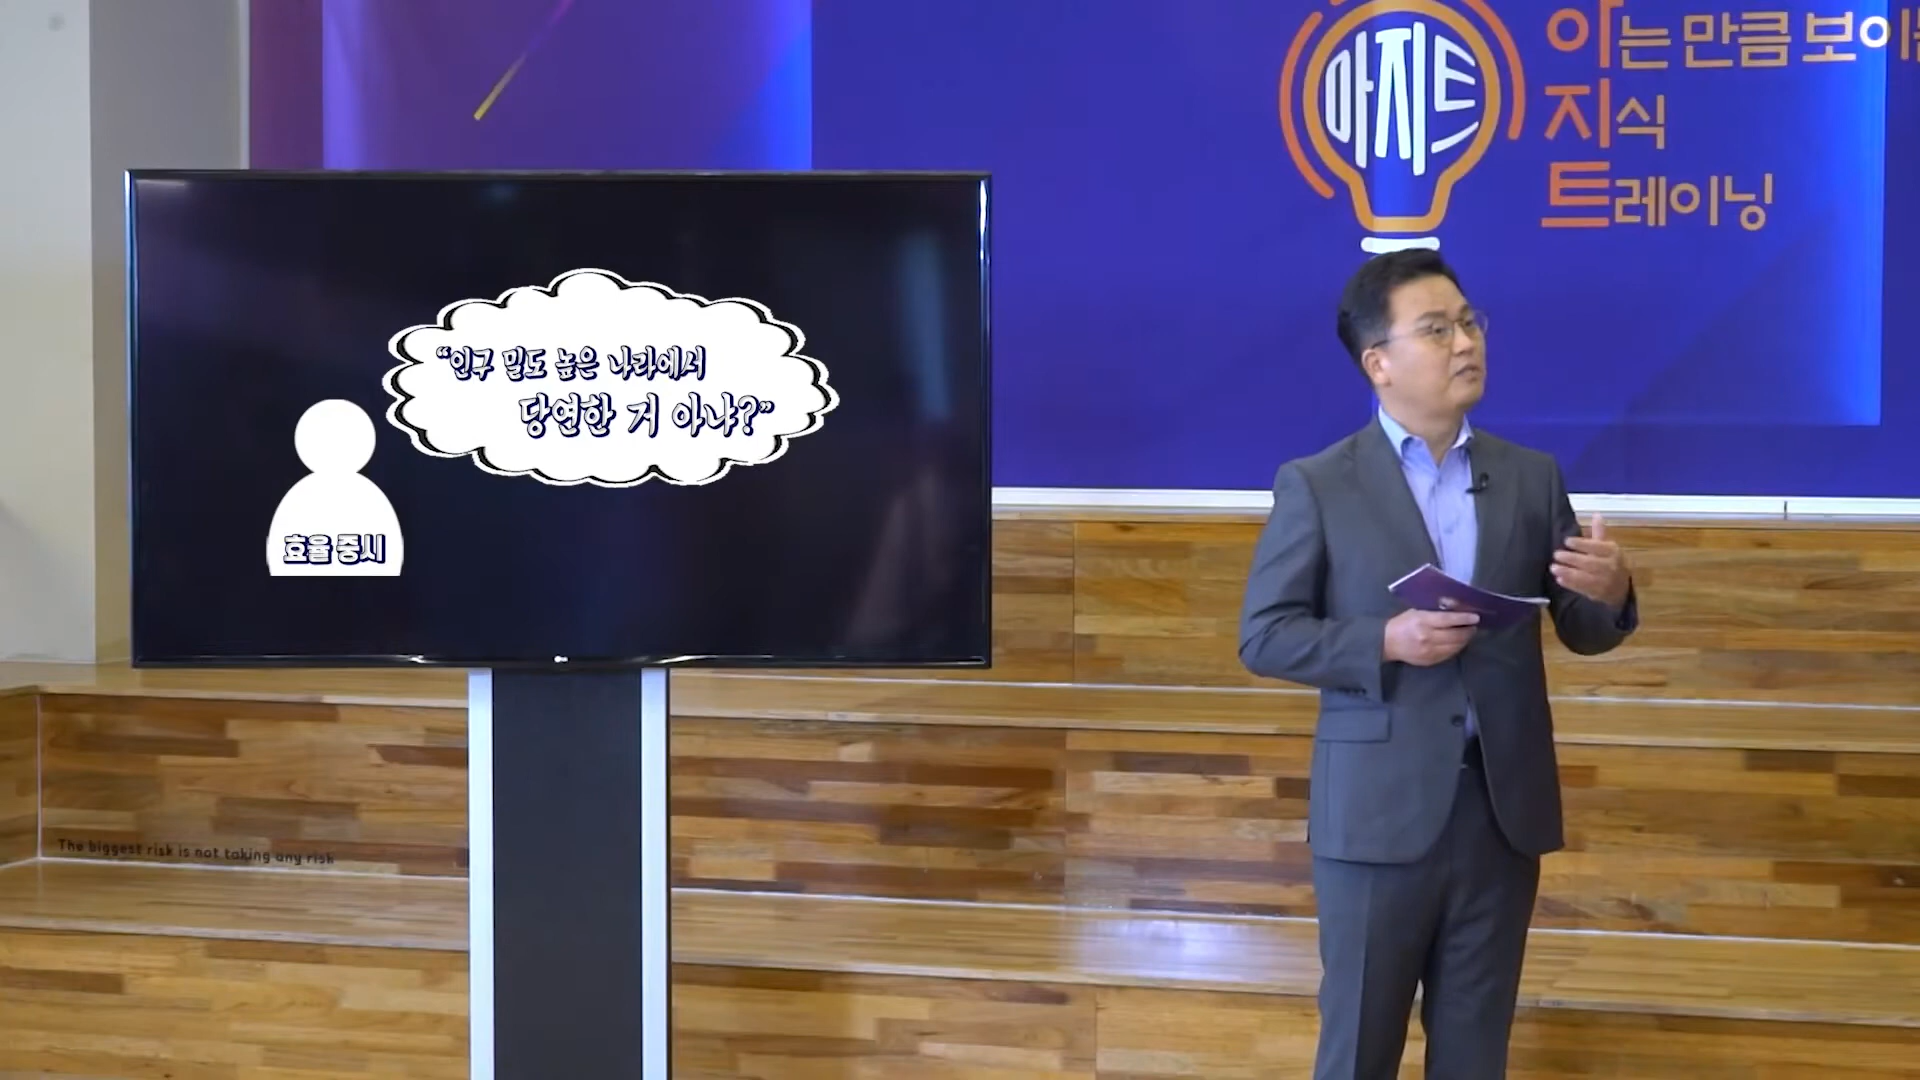 아는 만큼 보이는
지식
트레이닝
아지트
“인구 밀도 높은 나라에서
당연한 거 아냐?”
효율 중시
LG
The biggest risk is not taking any risk